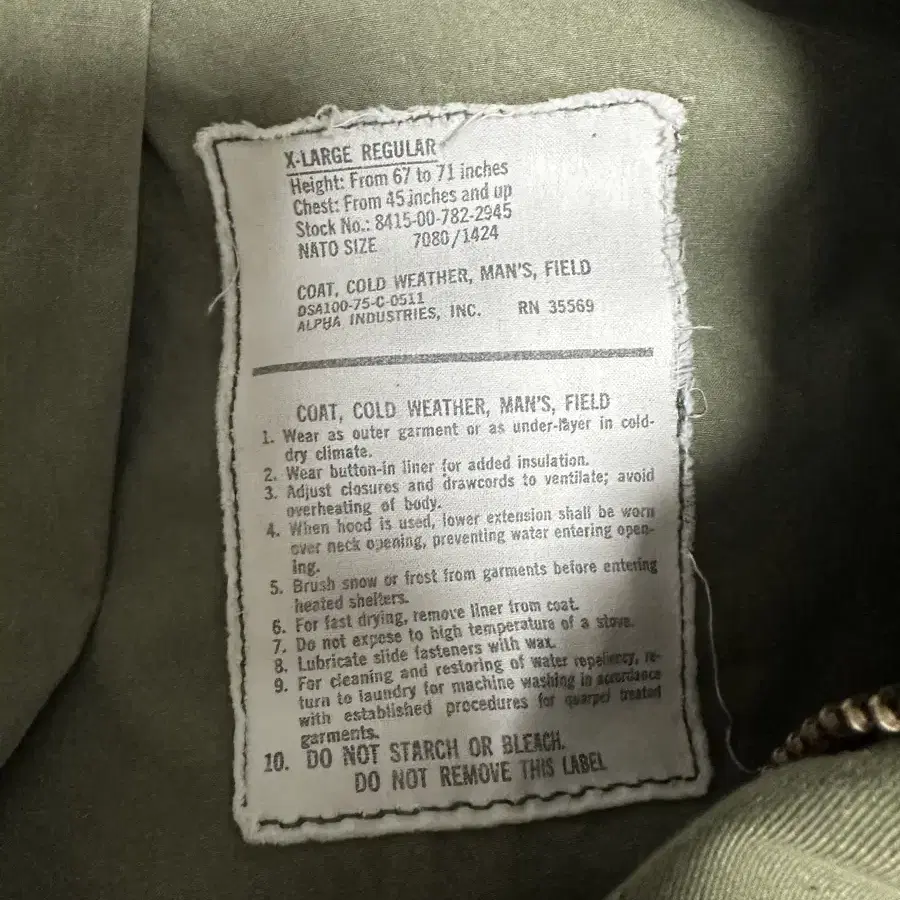 X-LARGE REGULAR
Height: From 67 to 71 inches
Chest: From 45 inches and up
Stock No.: 8415-00-782-2945
NATO SIZE 7080/1424
COAT, COLD WEATHER, MAN'S, FIELD
DSA100-75-C-0511
ALPHA INDUSTRIES, INC. RN 35569
COAT, COLD WEATHER, MAN'S, FIELD
1. Wear as outer garment or as under-layer in cold-
dry climate.
2. Wear button-in liner for added insulation.
3. Adjust closures and drawcords to ventilate; avoid
overheating of body.
4. When hood is used, lower extension shall be worn
over neck opening, preventing water entering open-
ing.
5. Brush snow or frost from garments before entering
heated shelters.
6. For fast drying, remove liner from coat.
7. Do not expose to high temperature of a stove.
8. Lubricate slide fasteners with wax.
9. For cleaning and restoring of water repellency, re-
turn to laundry for machine washing in accordance
with established procedures for quarpel treated
garments.
10. DO NOT STARCH OR BLEACH.
DO NOT REMOVE THIS LABEL